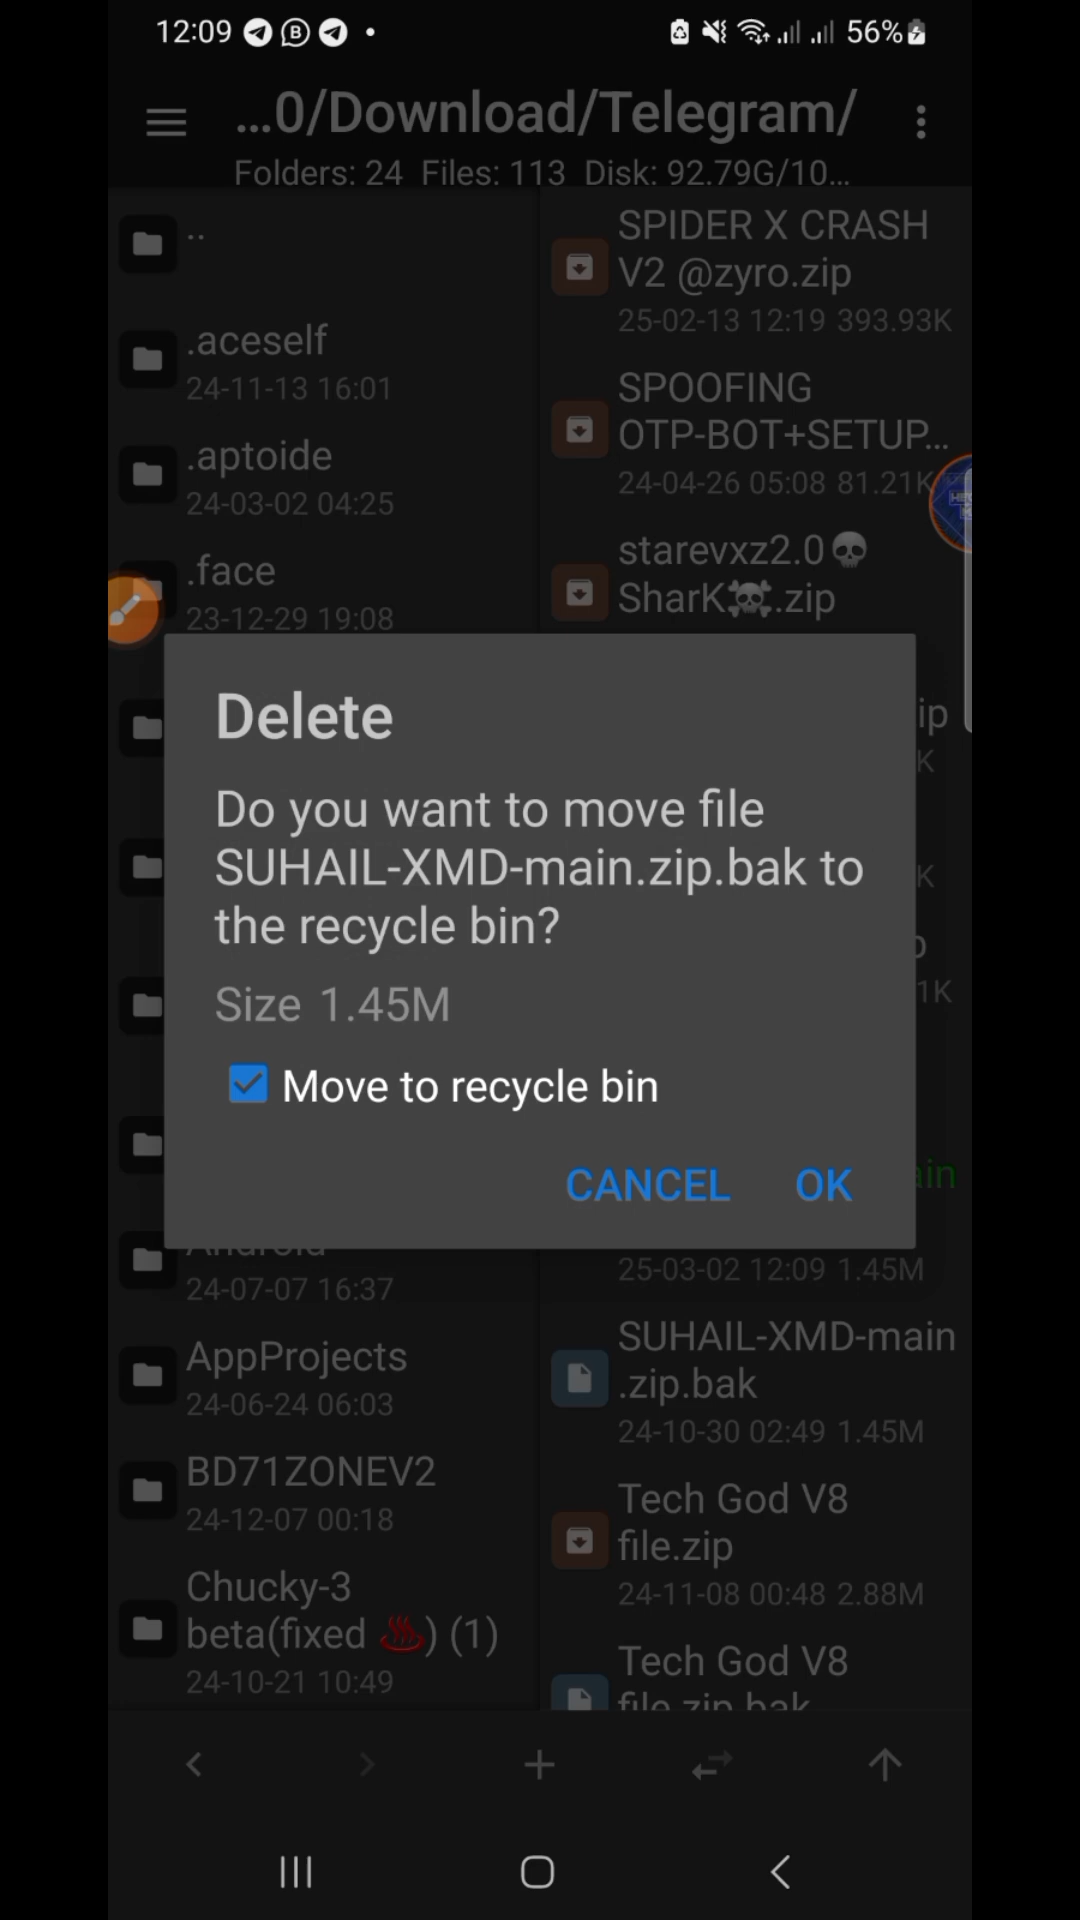 12:09
56%
...0/Download/Telegram/
Folders: 24 Files: 113 Disk: 92.79G/10...
..
.aceself
24-11-13 16:01
.aptoide
24-03-02 04:25
.face
23-12-29 19:08
SPIDER X CRASH
V2 @zyro.zip
25-02-13 12:19 393.93K
SPOOFING
OTP-BOT+SETUP...
24-04-26 05:08 81.21K
starevxz2.0💀
SharK☠️.zip
ip
K
K
1K
Delete
Do you want to move file
SUHAIL-XMD-main.zip.bak to
the recycle bin?
Size 1.45M
Move to recycle bin
CANCEL OK
ain
Android
24-07-07 16:37
AppProjects
24-06-24 06:03
BD71ZONEV2
24-12-07 00:18
Chucky-3
beta(fixed ♨️) (1)
24-10-21 10:49
25-03-02 12:09 1.45M
SUHAIL-XMD-main
.zip.bak
24-10-30 02:49 1.45M
Tech God V8
file.zip
24-11-08 00:48 2.88M
Tech God V8
file.zip.bak